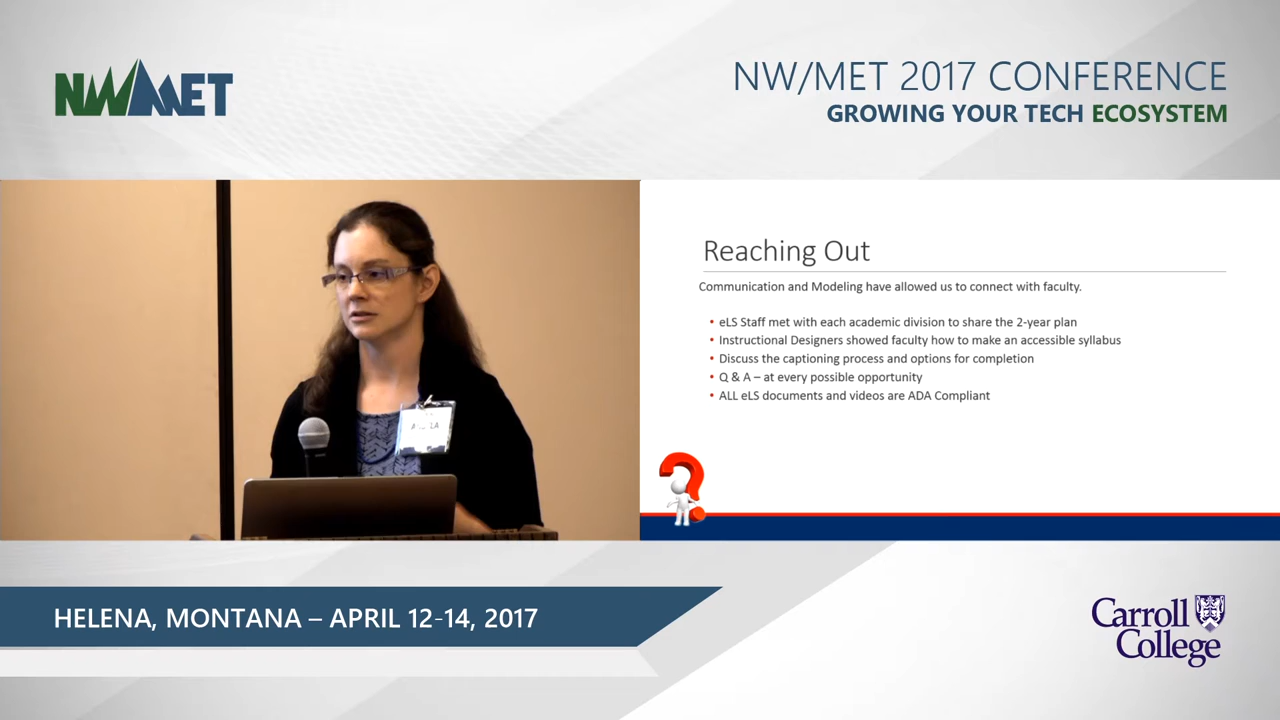 NWMET
NW/MET 2017 CONFERENCE
GROWING YOUR TECH ECOSYSTEM
Reaching Out
Communication and Modeling have allowed us to connect with faculty.
• eLS Staff met with each academic division to share the 2-year plan
• Instructional Designers showed faculty how to make an accessible syllabus
• Discuss the captioning process and options for completion
• Q & A – at every possible opportunity
• ALL eLS documents and videos are ADA Compliant
HELENA, MONTANA – APRIL 12-14, 2017
Carroll
College